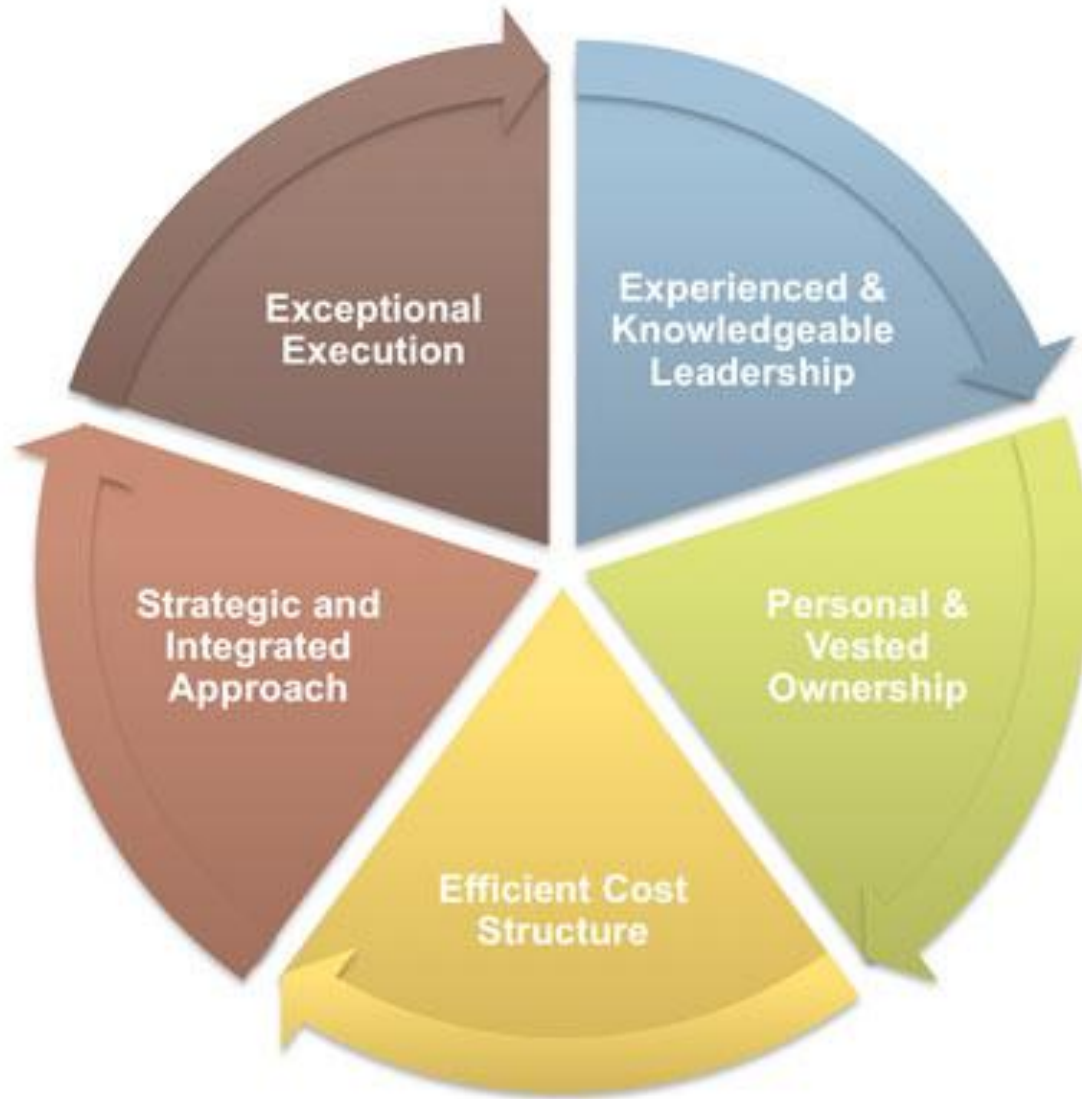 Exceptional
Execution
Experienced &
Knowledgeable
Leadership
Personal &
Vested
Ownership
Efficient Cost
Structure
Strategic and
Integrated
Approach